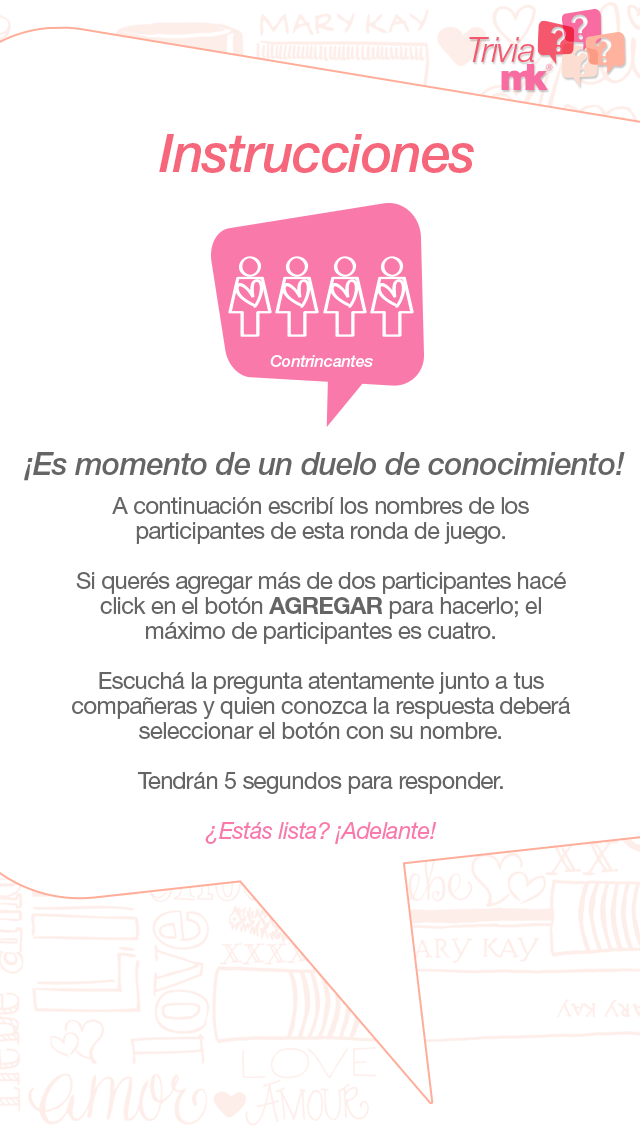 MARY KAY
Trivia
mk®
Instrucciones
Contrincantes
¡Es momento de un duelo de conocimiento!
A continuación escribí los nombres de los
participantes de esta ronda de juego.
Si querés agregar más de dos participantes hacé
click en el botón AGREGAR para hacerlo; el
máximo de participantes es cuatro.
Escuchá la pregunta atentamente junto a tus
compañeras y quien conozca la respuesta deberá
seleccionar el botón con su nombre.
Tendrán 5 segundos para responder.
¿Estás lista? ¡Adelante!
XX
love
XXXX
MARY KAY
MARY KAY
LOVE
amor
AMOUR